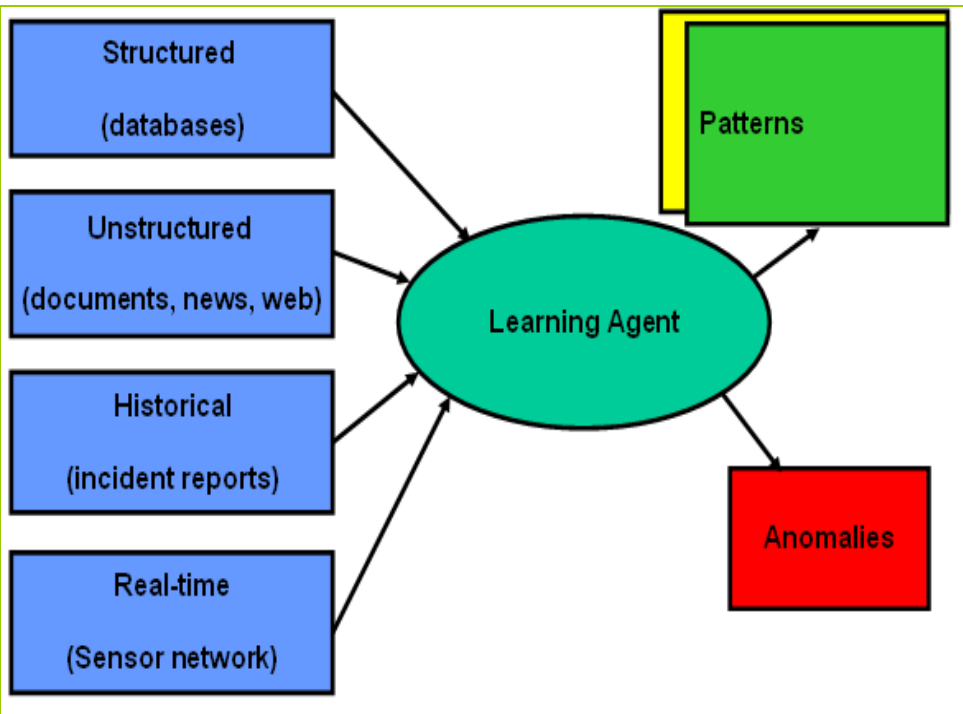 Structured
(databases)
Unstructured
(documents, news, web)
Historical
(incident reports)
Real-time
(Sensor network)
Learning Agent
Patterns
Anomalies